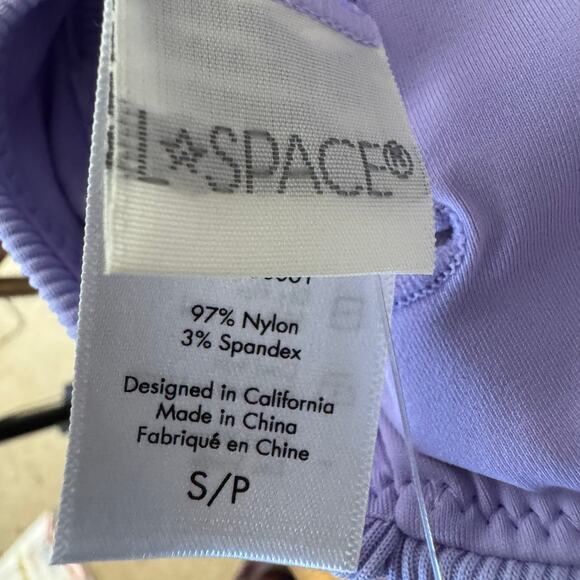 L☆SPACE®
97% Nylon
3% Spandex
Designed in California
Made in China
Fabriqué en Chine
S/P